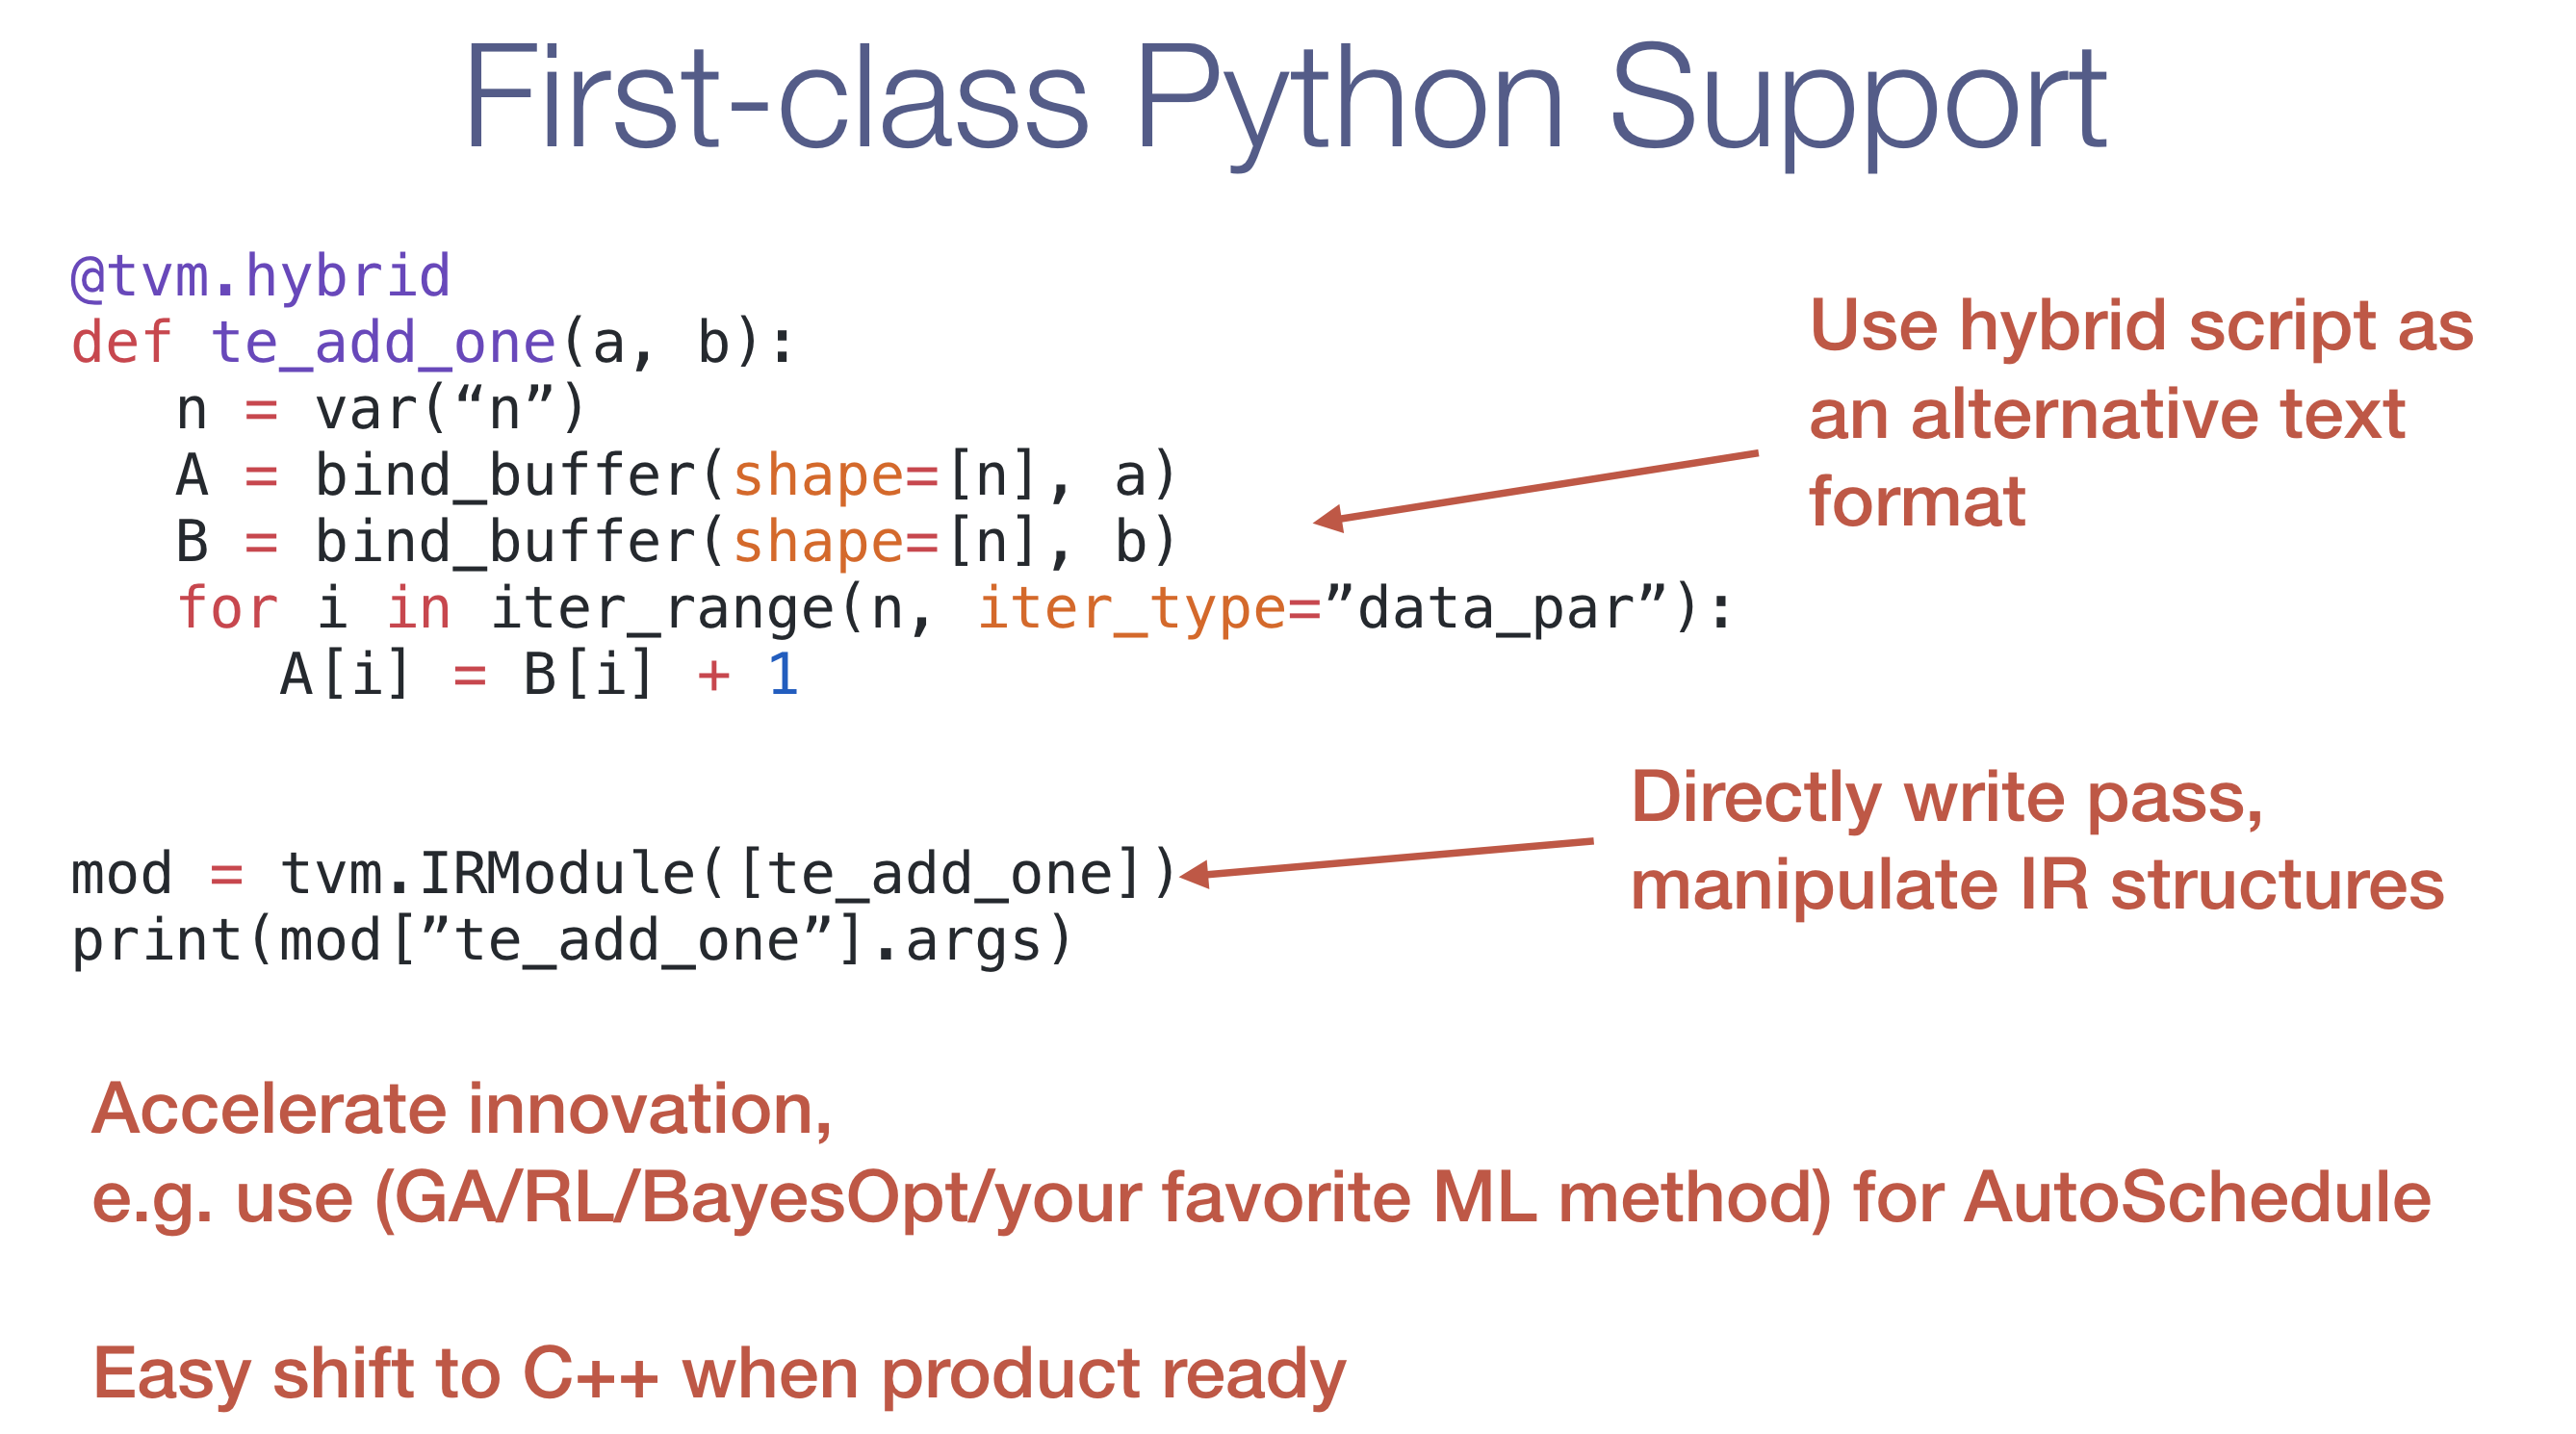 First-class Python Support
@tvm.hybrid
def te_add_one(a, b):
   n = var(“n”)
   A = bind_buffer(shape=[n], a)
   B = bind_buffer(shape=[n], b)
   for i in iter_range(n, iter_type=”data_par”):
      A[i] = B[i] + 1
Use hybrid script as
an alternative text
format
mod = tvm.IRModule([te_add_one])
print(mod[”te_add_one”].args)
Directly write pass,
manipulate IR structures
Accelerate innovation,
e.g. use (GA/RL/BayesOpt/your favorite ML method) for AutoSchedule
Easy shift to C++ when product ready